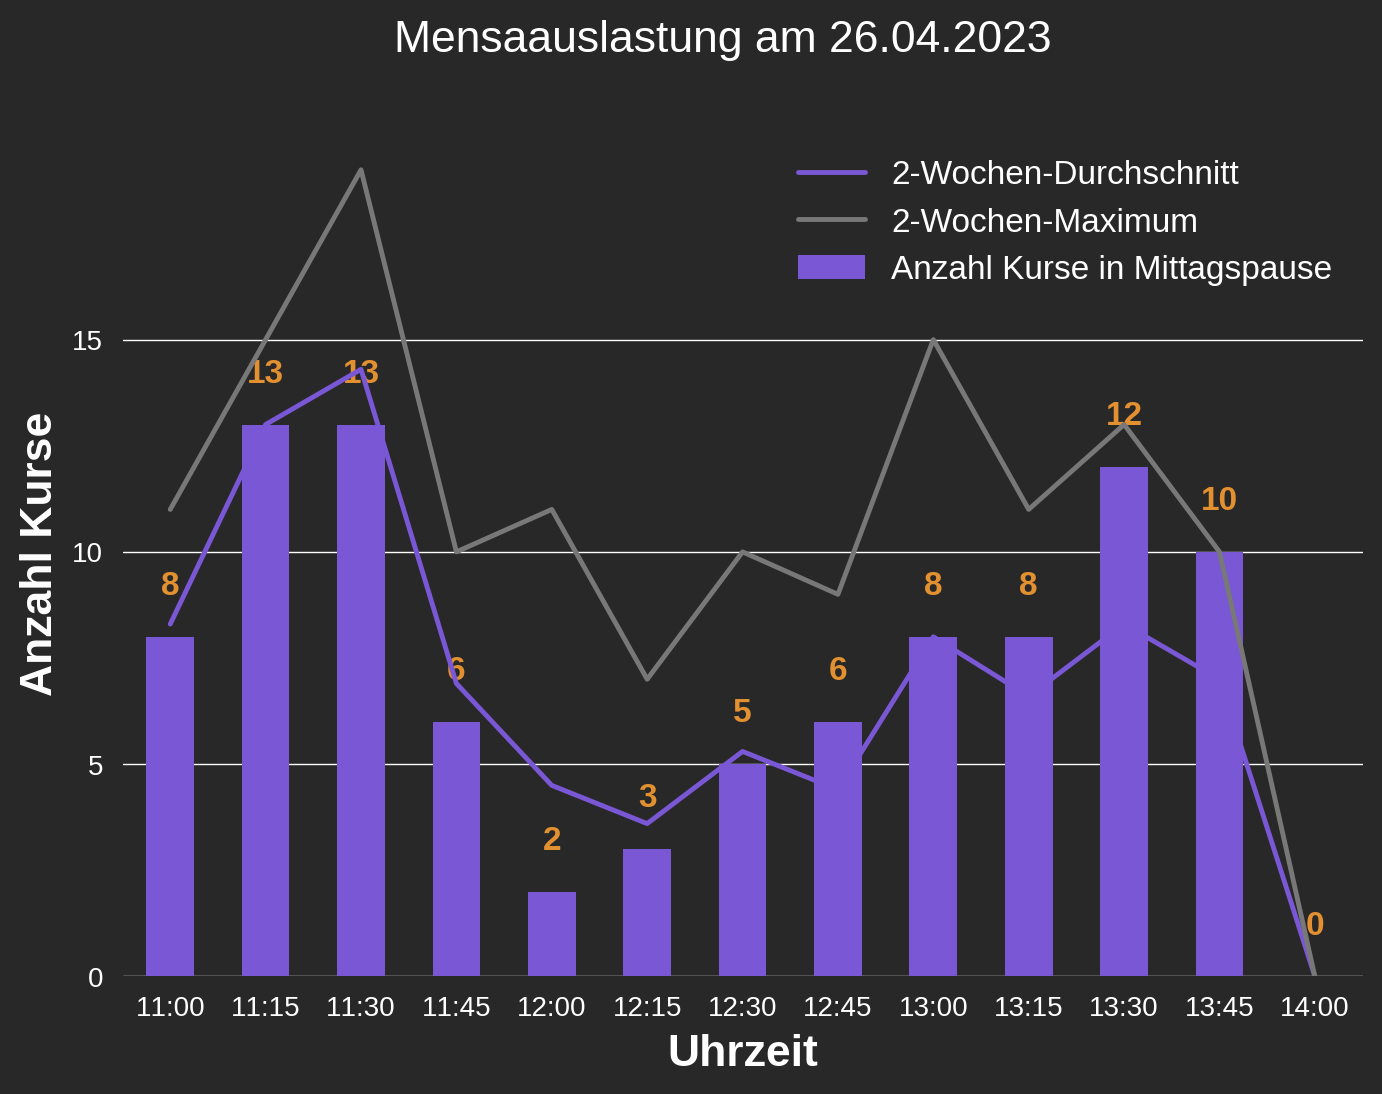 Mensaauslastung am 26.04.2023
2-Wochen-Durchschnitt
2-Wochen-Maximum
Anzahl Kurse in Mittagspause
Anzahl Kurse
15
10
5
0
8
13
13
6
2
3
5
6
8
8
12
10
0
11:00 11:15 11:30 11:45 12:00 12:15 12:30 12:45 13:00 13:15 13:30 13:45 14:00
Uhrzeit